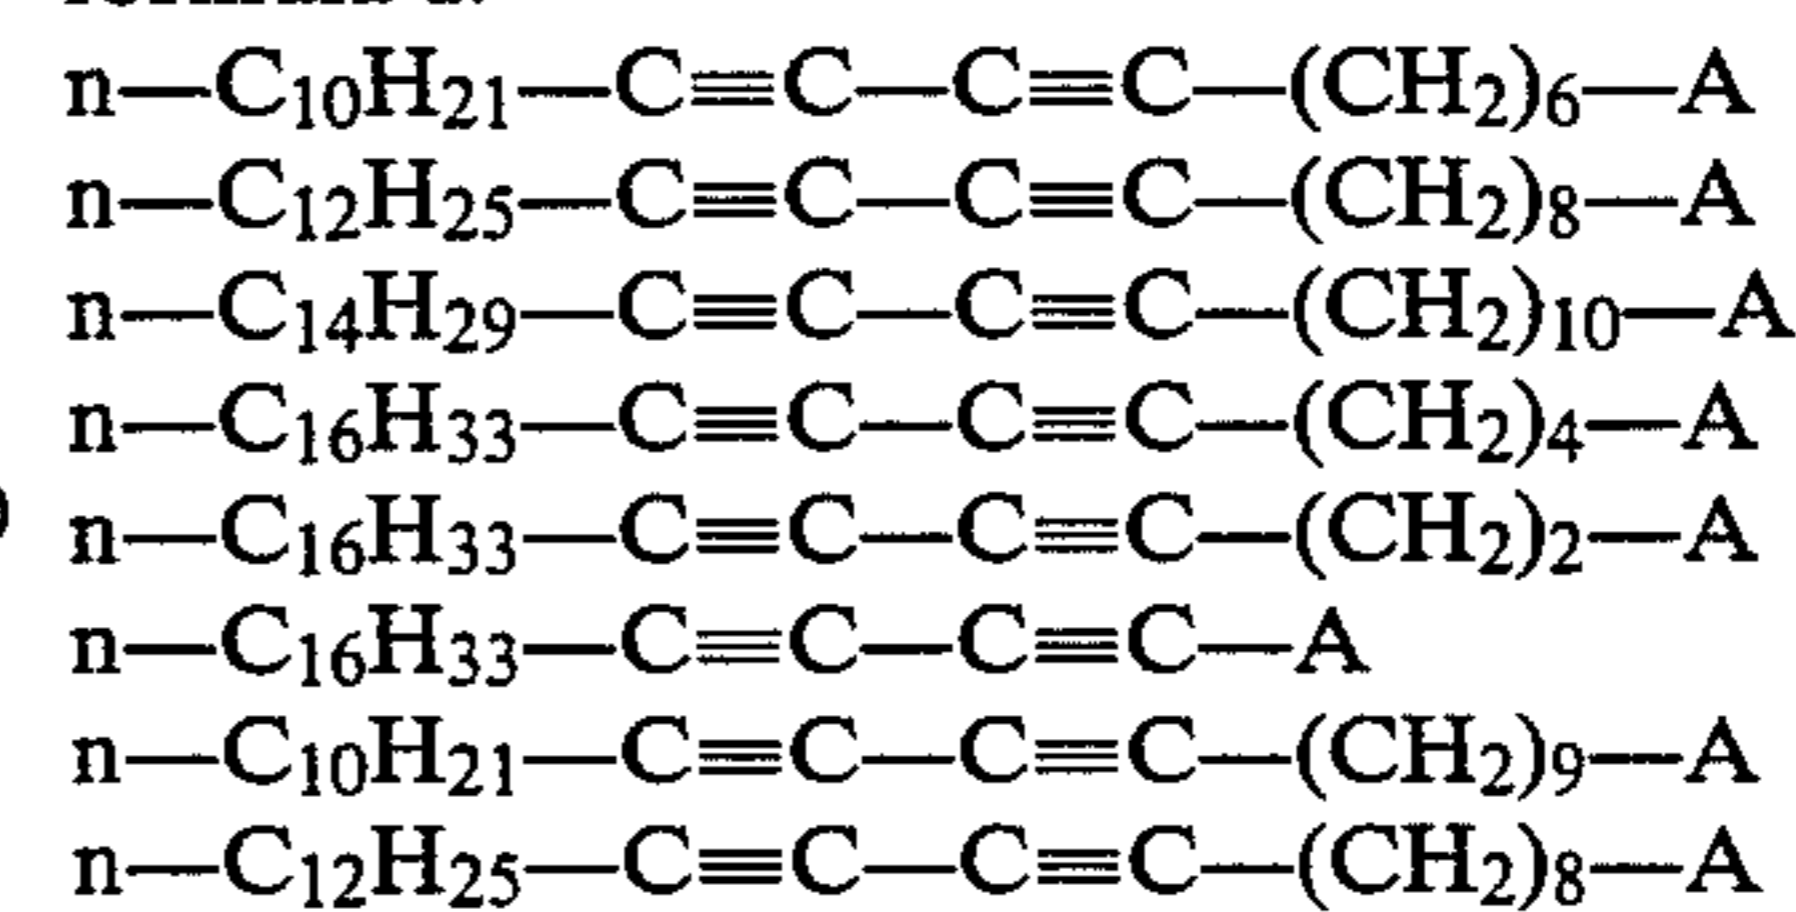 n—C₁₀H₂₁—C≡C—C≡C—(CH₂)₆—A
n—C₁₂H₂₅—C≡C—C≡C—(CH₂)₈—A
n—C₁₄H₂₉—C≡C—C≡C—(CH₂)₁₀—A
n—C₁₆H₃₃—C≡C—C≡C—(CH₂)₄—A
n—C₁₆H₃₃—C≡C—C≡C—(CH₂)₂—A
n—C₁₆H₃₃—C≡C—C≡C—A
n—C₁₀H₂₁—C≡C—C≡C—(CH₂)₉—A
n—C₁₂H₂₅—C≡C—C≡C—(CH₂)₈—A